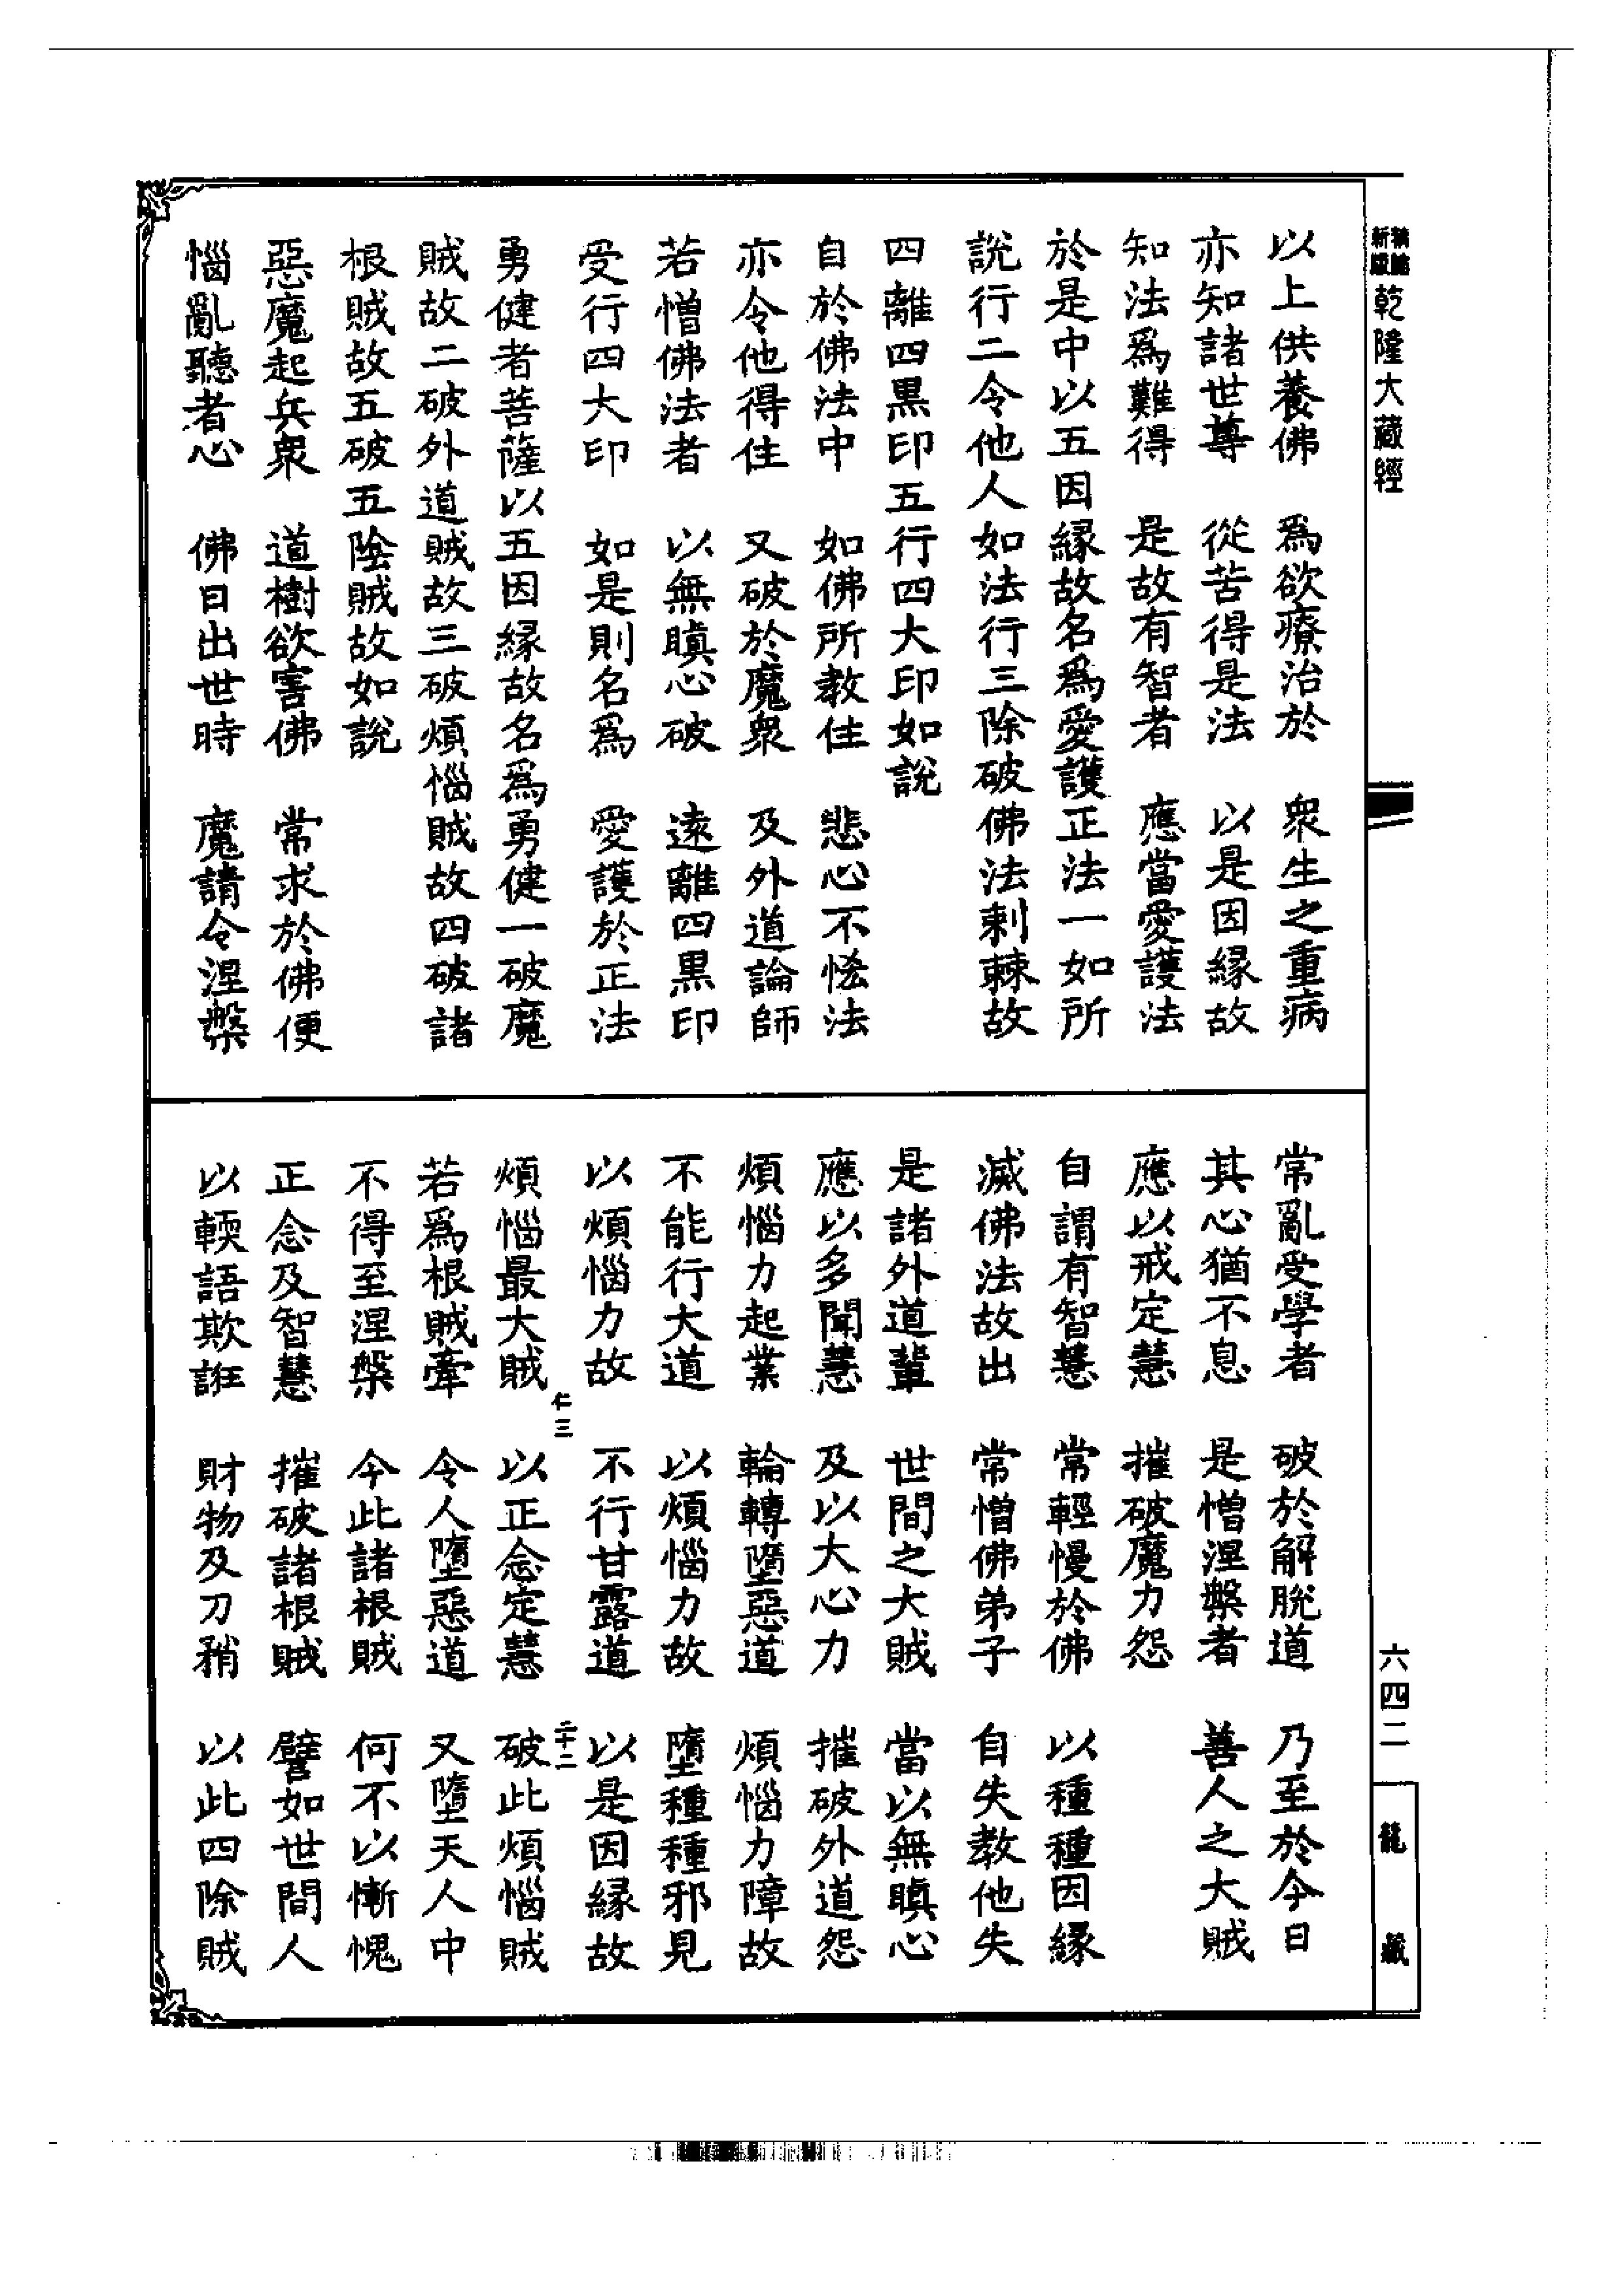 乾隆大藏經
以上供養佛　為欲療治於　衆生之重病
亦知諸世尊　從苦得是法　以是因緣故
知法為難得　是故有智者　應當愛護法
於是中以五因緣故名為愛護正法一如所
說行二令他人如法行三除破佛法刺棘故
四離四黑印五行四大印如說
自於佛法中　如佛所教住　悲心不恡法
亦令他得住　又破於魔衆　及外道論師
若憎佛法者　以無瞋心破　遠離四黑印
受行四大印　如是則名為　愛護於正法
勇健者菩薩以五因緣故名為勇健一破魔
賊故二破外道賊故三破煩惱賊故四破諸
根賊故五破五陰賊故如說
惡魔起兵衆　道樹欲害佛　常求於佛便
惱亂聽者心　佛日出世時　魔請令涅槃
常亂受學者　破於解脫道　乃至於今日
其心猶不息　是憎涅槃者　善人之大賊
應以戒定慧　摧破魔力怨
自謂有智慧　常輕慢於佛　以種種因緣
滅佛法故出　常憎佛弟子　自失教他失
是諸外道輩　世間之大賊　當以無瞋心
應以多聞慧　及以大心力　摧破外道怨
煩惱力起業　輪轉墮惡道　煩惱力障故
不能行大道　以煩惱力故　墮種種邪見
以煩惱力故　不行甘露道　以是因緣故
仁三　二十二
煩惱最大賊　以正念定慧　破此煩惱賊
若為根賊牽　令人墮惡道　又墮天人中
不得至涅槃　今此諸根賊　何不以慚愧
正念及智慧　摧破諸根賊　譬如世間人
以輭語欺誑　財物及刀矟　以此四除賊
六四二
龍藏